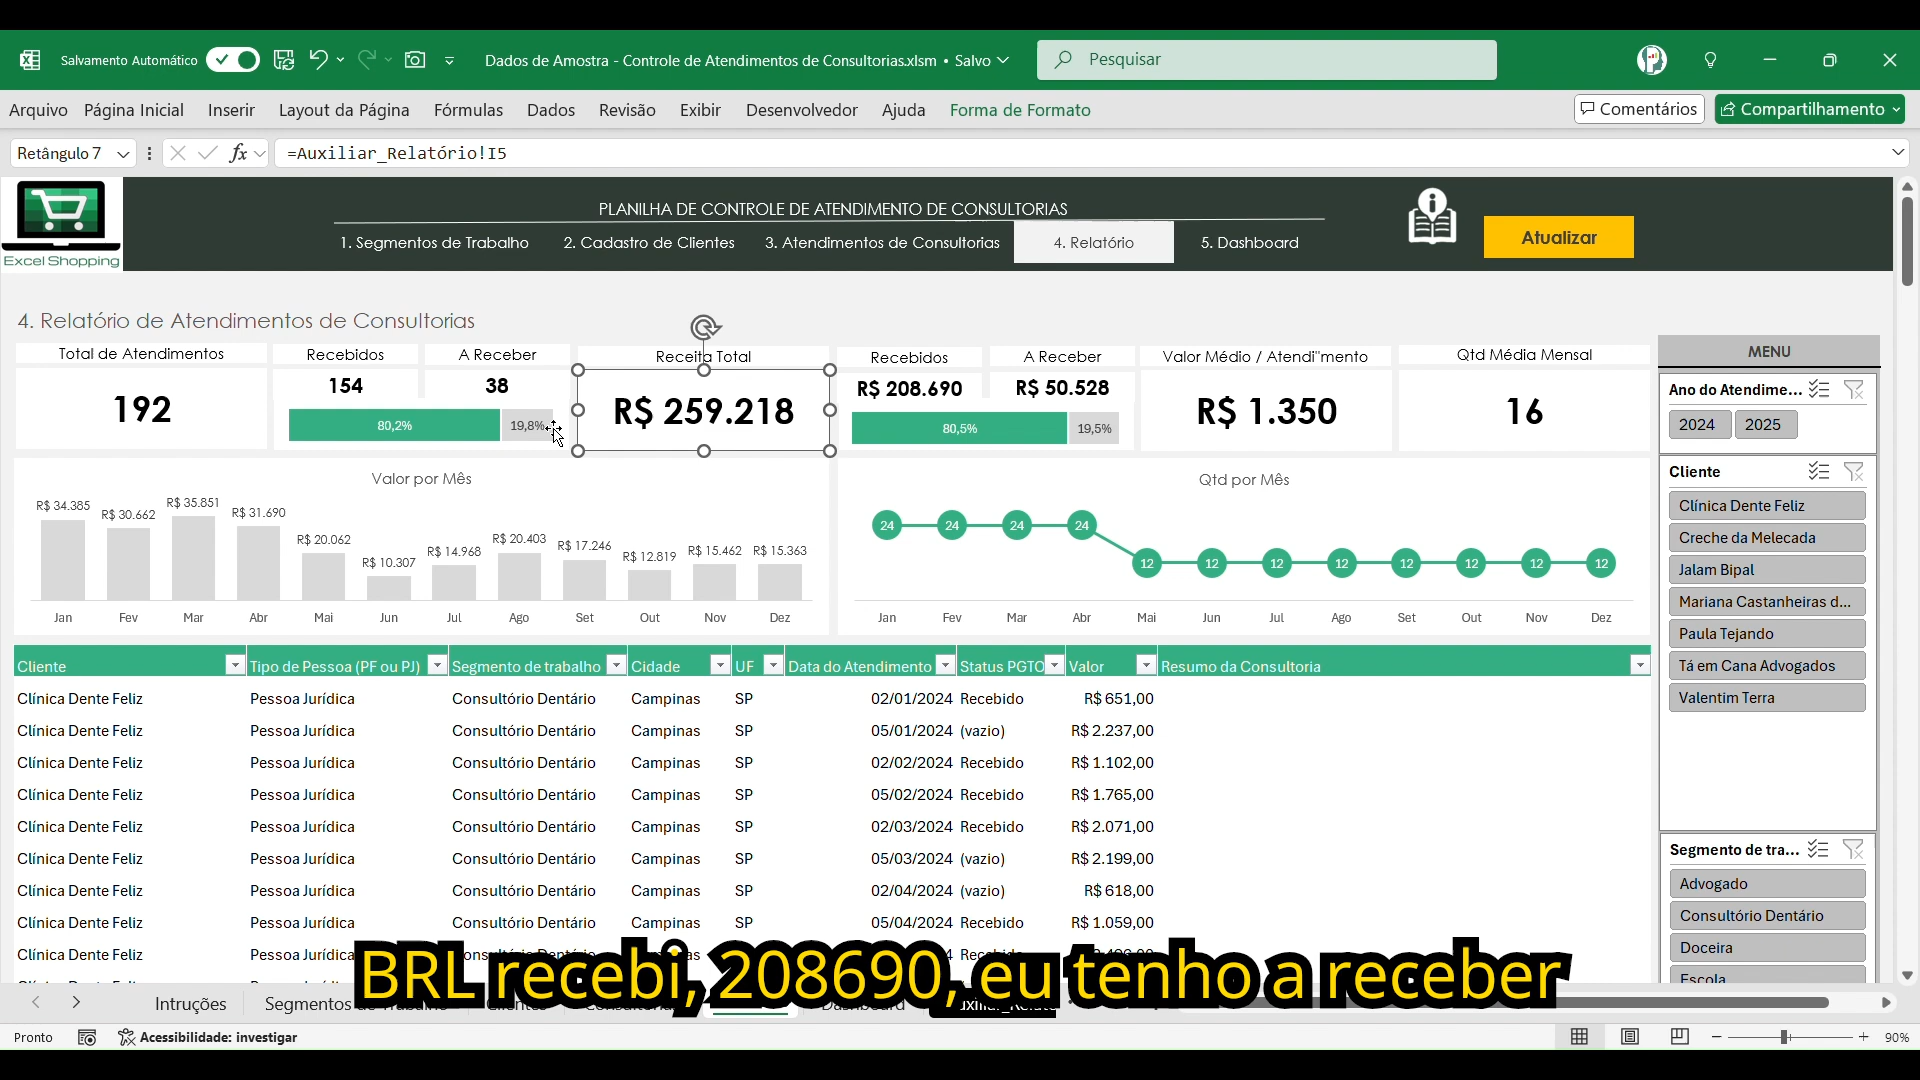 Salvamento Automático
Dados de Amostra - Controle de Atendimentos de Consultorias.xlsm • Salvo
Pesquisar
Arquivo Página Inicial Inserir Layout da Página Fórmulas Dados Revisão Exibir Desenvolvedor Ajuda Forma de Formato
Comentários Compartilhamento
Retângulo 7 fx =Auxiliar_Relatório!I5
Excel Shopping
PLANILHA DE CONTROLE DE ATENDIMENTO DE CONSULTORIAS
1. Segmentos de Trabalho 2. Cadastro de Clientes 3. Atendimentos de Consultorias 4. Relatório 5. Dashboard
Atualizar
4. Relatório de Atendimentos de Consultorias
Total de Atendimentos
192
Recebidos
154
A Receber
38
80,2% 19,8%
Receita Total
R$ 259.218
Recebidos
R$ 208.690
A Receber
R$ 50.528
80,5% 19,5%
Valor Médio / Atendi"mento
R$ 1.350
Qtd Média Mensal
16
Valor por Mês
R$ 34.385 R$ 30.662 R$ 35.851 R$ 31.690 R$ 20.062 R$ 10.307 R$ 14.968 R$ 20.403 R$ 17.246 R$ 12.819 R$ 15.462 R$ 15.363
Jan Fev Mar Abr Mai Jun Jul Ago Set Out Nov Dez
Qtd por Mês
24 24 24 24 12 12 12 12 12 12 12 12
Jan Fev Mar Abr Mai Jun Jul Ago Set Out Nov Dez
MENU
Ano do Atendime...
2024 2025
Cliente
Clínica Dente Feliz
Creche da Melecada
Jalam Bipal
Mariana Castanheiras d...
Paula Tejando
Tá em Cana Advogados
Valentim Terra
Segmento de tra...
Advogado
Consultório Dentário
Doceira
Escola
Cliente Tipo de Pessoa (PF ou PJ) Segmento de trabalho Cidade UF Data do Atendimento Status PGTO Valor Resumo da Consultoria
Clínica Dente Feliz Pessoa Jurídica Consultório Dentário Campinas SP 02/01/2024 Recebido R$ 651,00
Clínica Dente Feliz Pessoa Jurídica Consultório Dentário Campinas SP 05/01/2024 (vazio) R$ 2.237,00
Clínica Dente Feliz Pessoa Jurídica Consultório Dentário Campinas SP 02/02/2024 Recebido R$ 1.102,00
Clínica Dente Feliz Pessoa Jurídica Consultório Dentário Campinas SP 05/02/2024 Recebido R$ 1.765,00
Clínica Dente Feliz Pessoa Jurídica Consultório Dentário Campinas SP 02/03/2024 Recebido R$ 2.071,00
Clínica Dente Feliz Pessoa Jurídica Consultório Dentário Campinas SP 05/03/2024 (vazio) R$ 2.199,00
Clínica Dente Feliz Pessoa Jurídica Consultório Dentário Campinas SP 02/04/2024 (vazio) R$ 618,00
Clínica Dente Feliz Pessoa Jurídica Consultório Dentário Campinas SP 05/04/2024 Recebido R$ 1.059,00
Clínica Dente Feliz Pessoa
BRL recebi, 208690, eu tenho a receber
Intruções Segmentos
Pronto Acessibilidade: investigar 90%